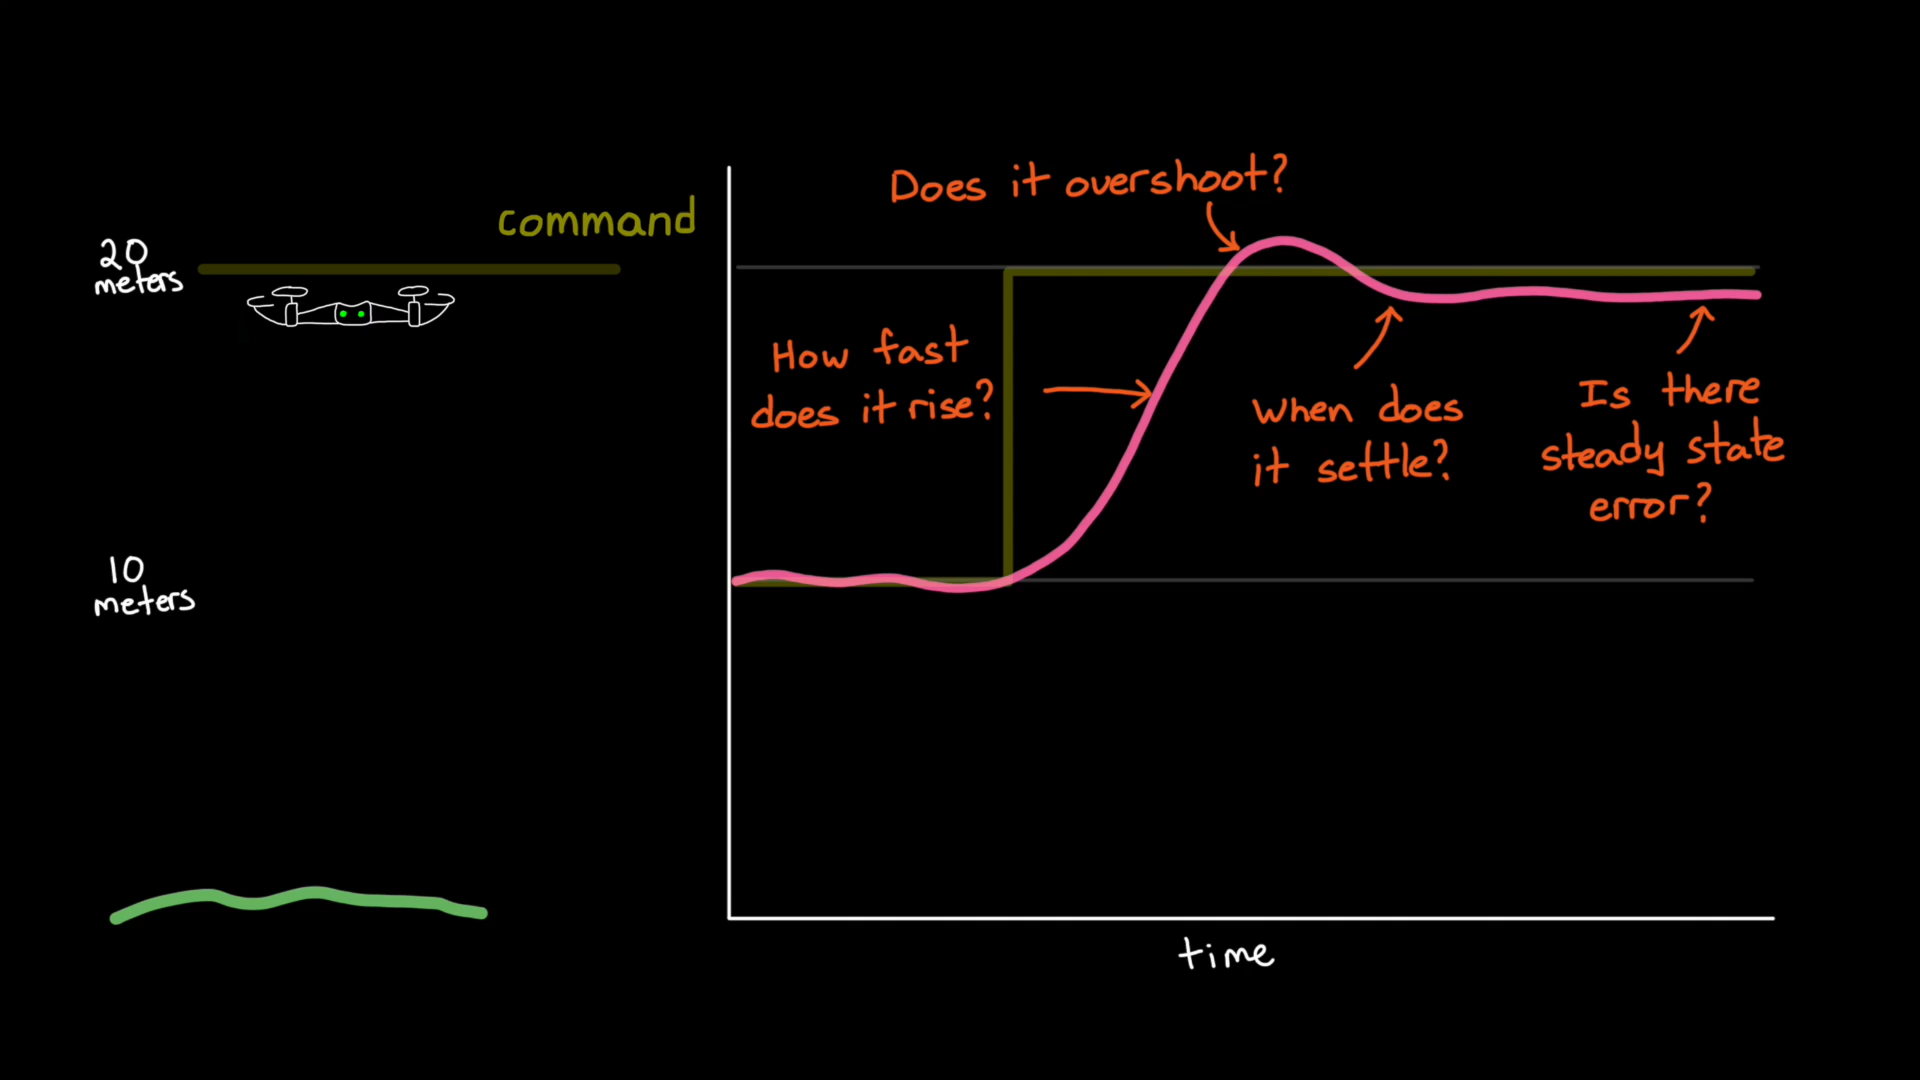 20
meters
command
10
meters
Does it overshoot?
How fast
does it rise?
When does
it settle?
Is there
steady state
error?
time